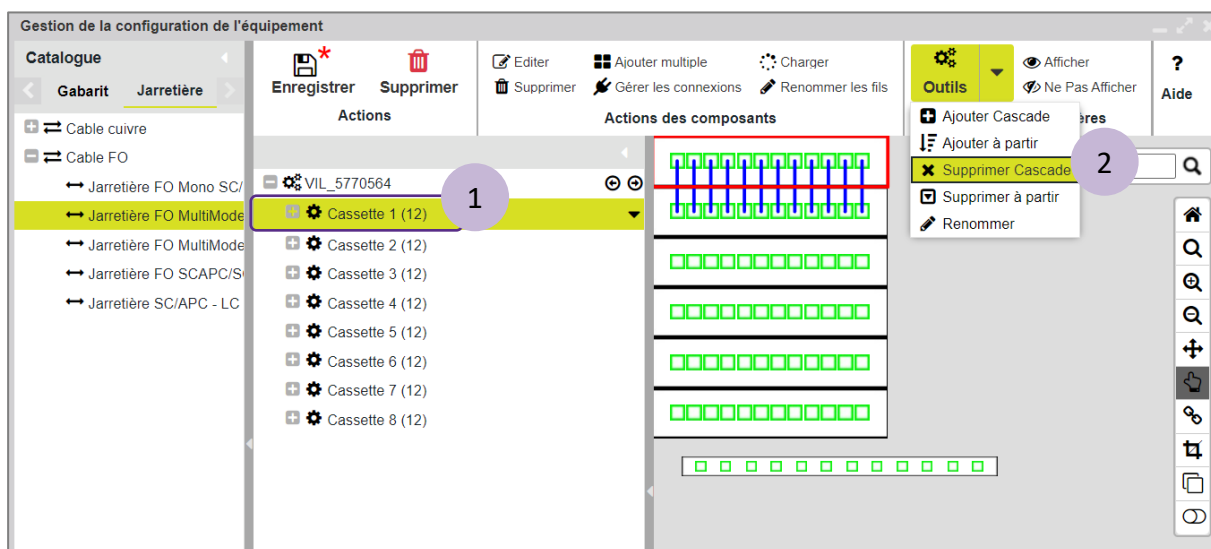 Gestion de la configuration de l'équipement
Catalogue
Gabarit Jarretière
Cable cuivre
Cable FO
Jarretière FO Mono SC/
Jarretière FO MultiMode
Jarretière FO MultiMode
Jarretière FO SCAPC/S
Jarretière SC/APC - LC
* Enregistrer Supprimer
Actions
Editer Ajouter multiple Charger
Supprimer Gérer les connexions Renommer les fils
Actions des composants
Outils
Afficher
Ne Pas Afficher
ères
? Aide
Ajouter Cascade
Ajouter à partir
Supprimer Cascade
Supprimer à partir
Renommer
2
VIL_5770564
1
Cassette 1 (12)
Cassette 2 (12)
Cassette 3 (12)
Cassette 4 (12)
Cassette 5 (12)
Cassette 6 (12)
Cassette 7 (12)
Cassette 8 (12)